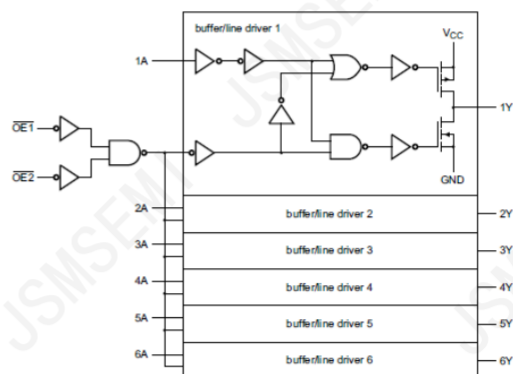 buffer/line driver 1
VCC
1A
1Y
OE1
OE2
GND
2A
buffer/line driver 2
2Y
3A
buffer/line driver 3
3Y
4A
buffer/line driver 4
4Y
5A
buffer/line driver 5
5Y
6A
buffer/line driver 6
6Y
JSMSEMI
JSMSEMI